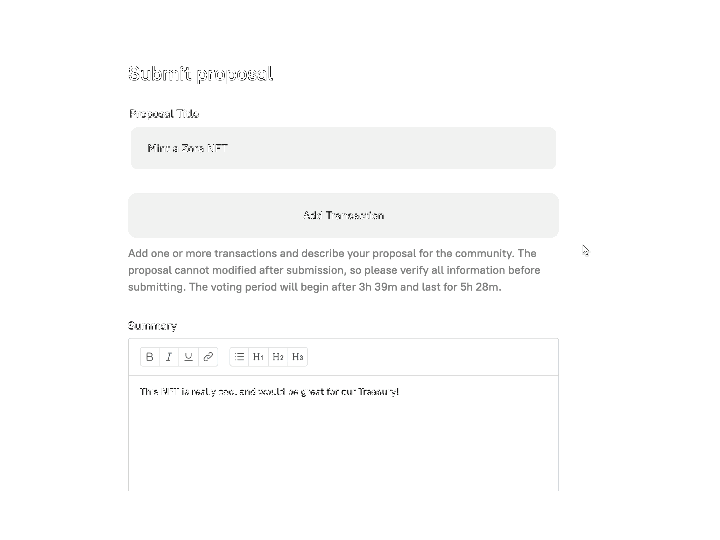 Submit proposal
Proposal Title
Mint a Zora NFT
Add Transaction
Add one or more transactions and describe your proposal for the community. The
proposal cannot modified after submission, so please verify all information before
submitting. The voting period will begin after 3h 39m and last for 5h 28m.
Summary
B I U H1 H2 H3
This NFT is really cool and would be great for our Treasury!